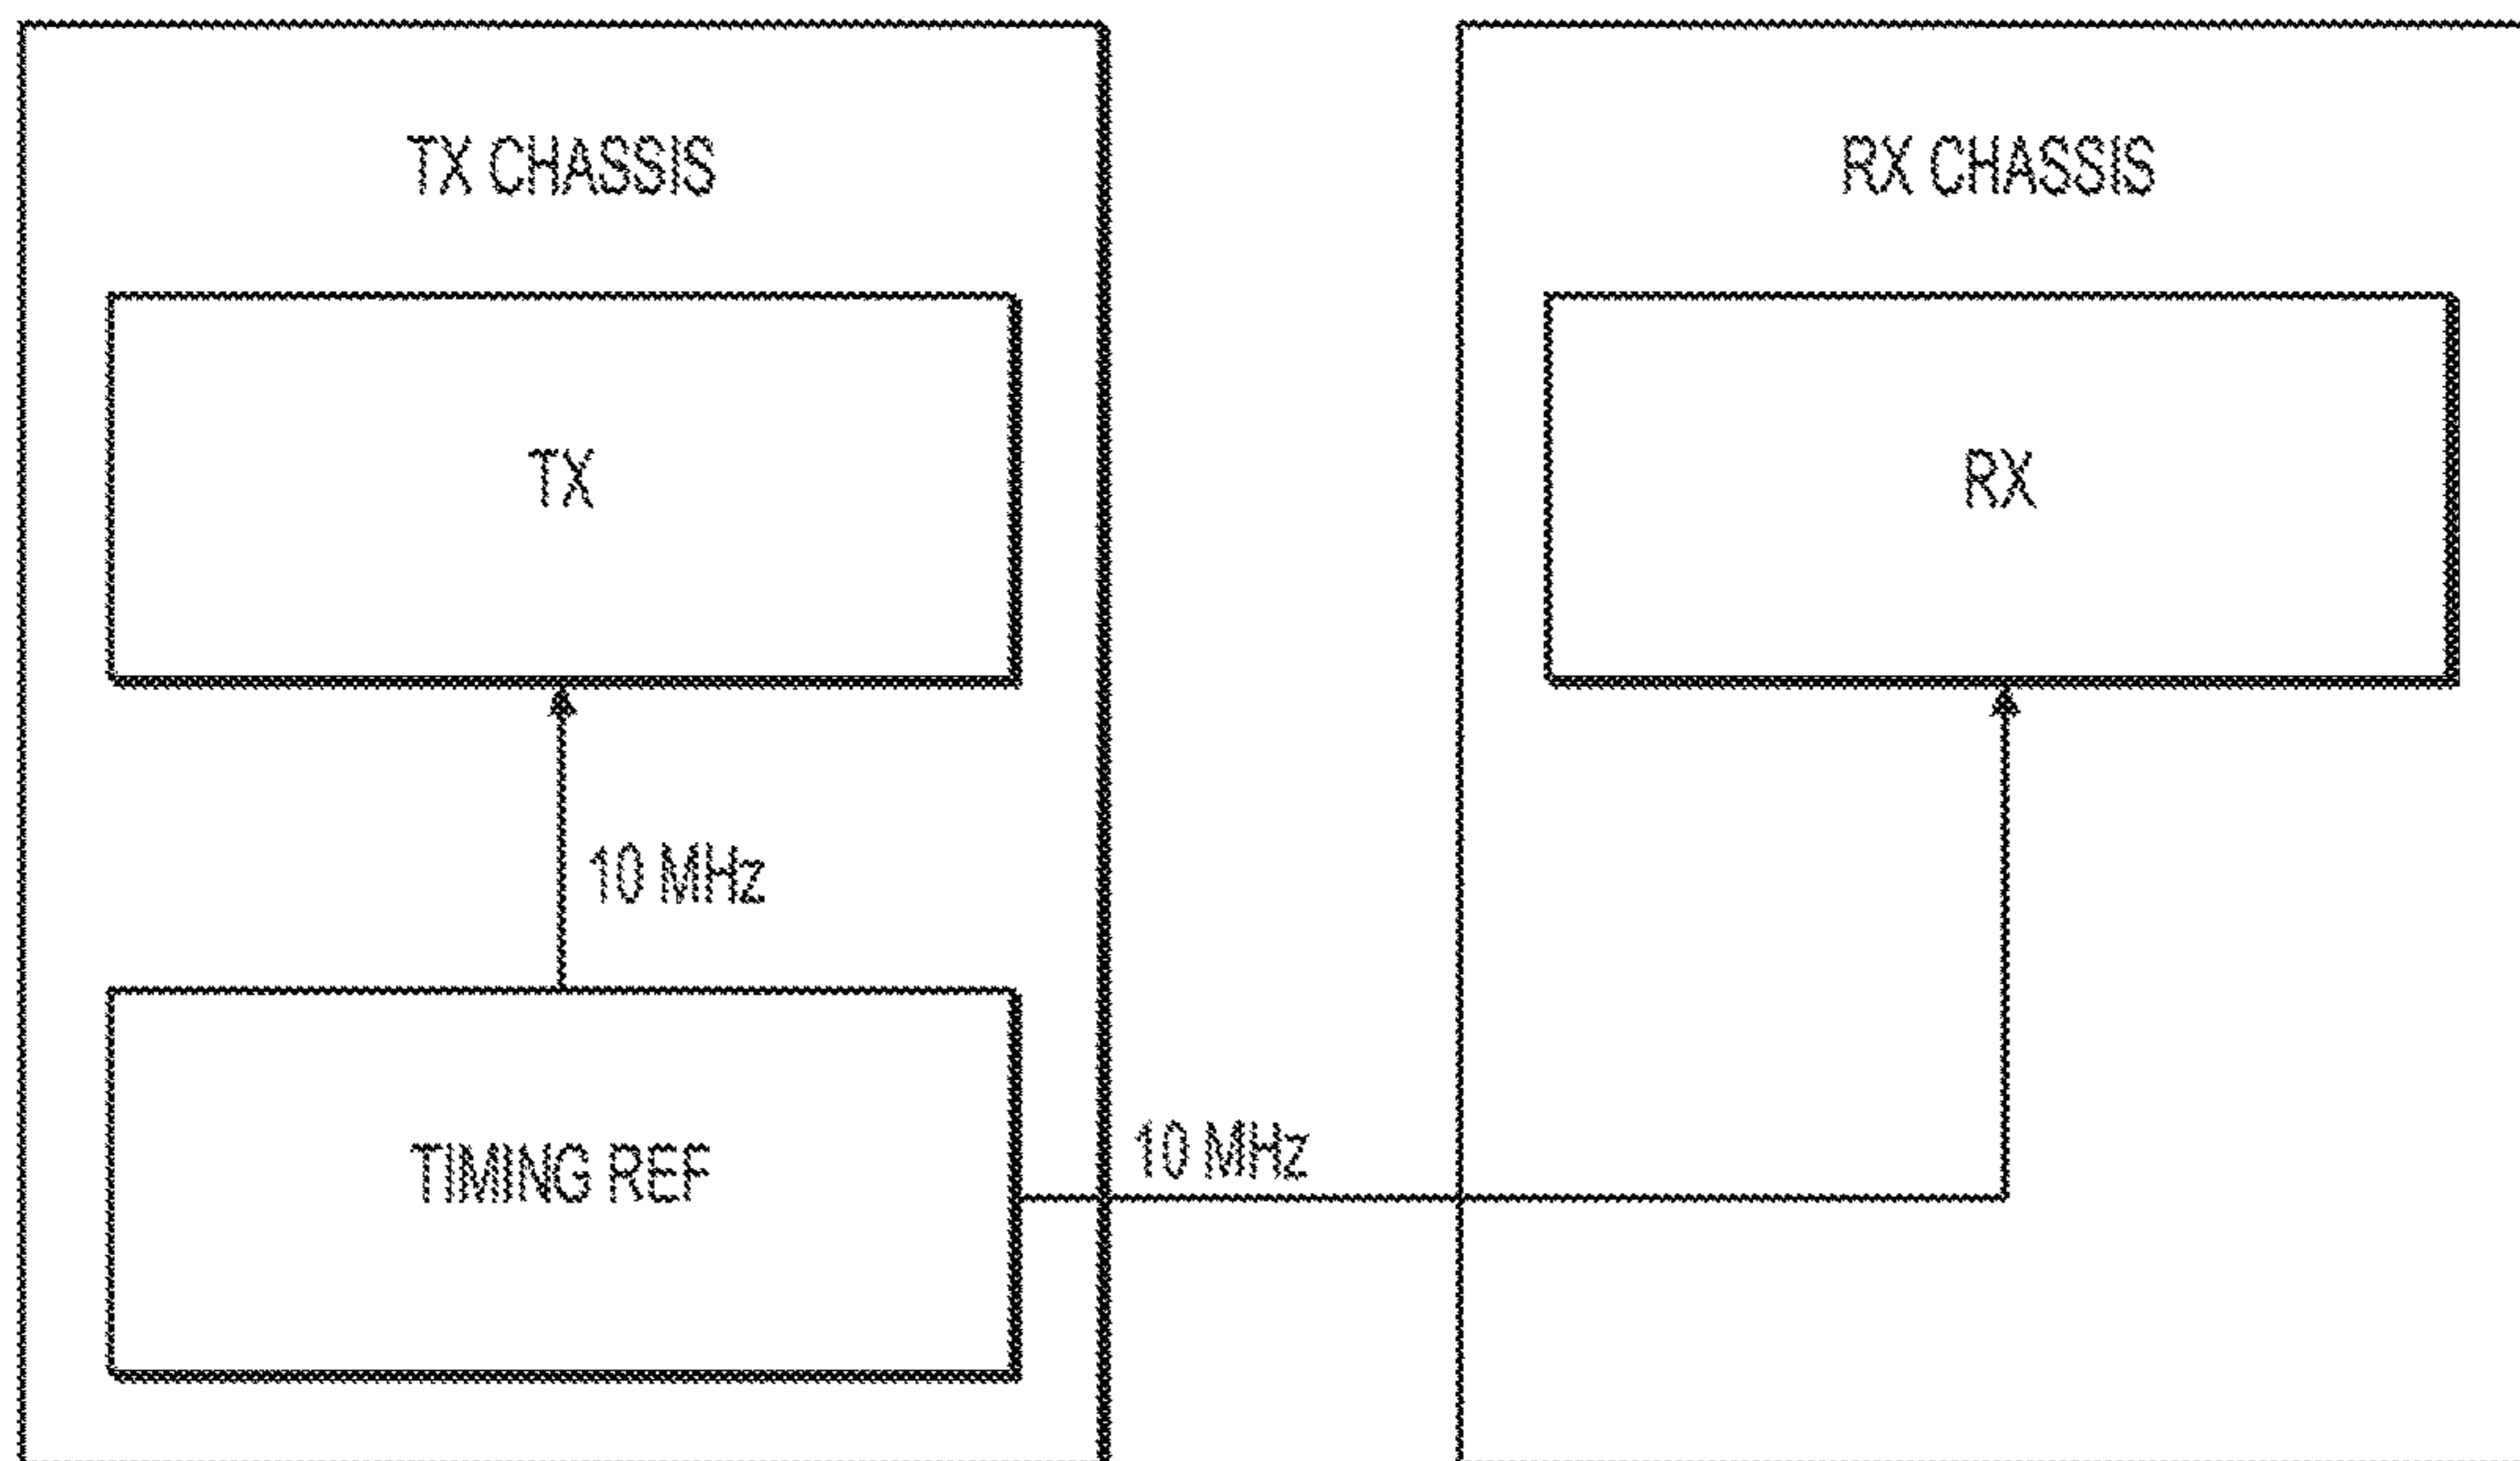 TX CHASSIS
RX CHASSIS
TX
RX
10 MHz
TIMING REF
10 MHz